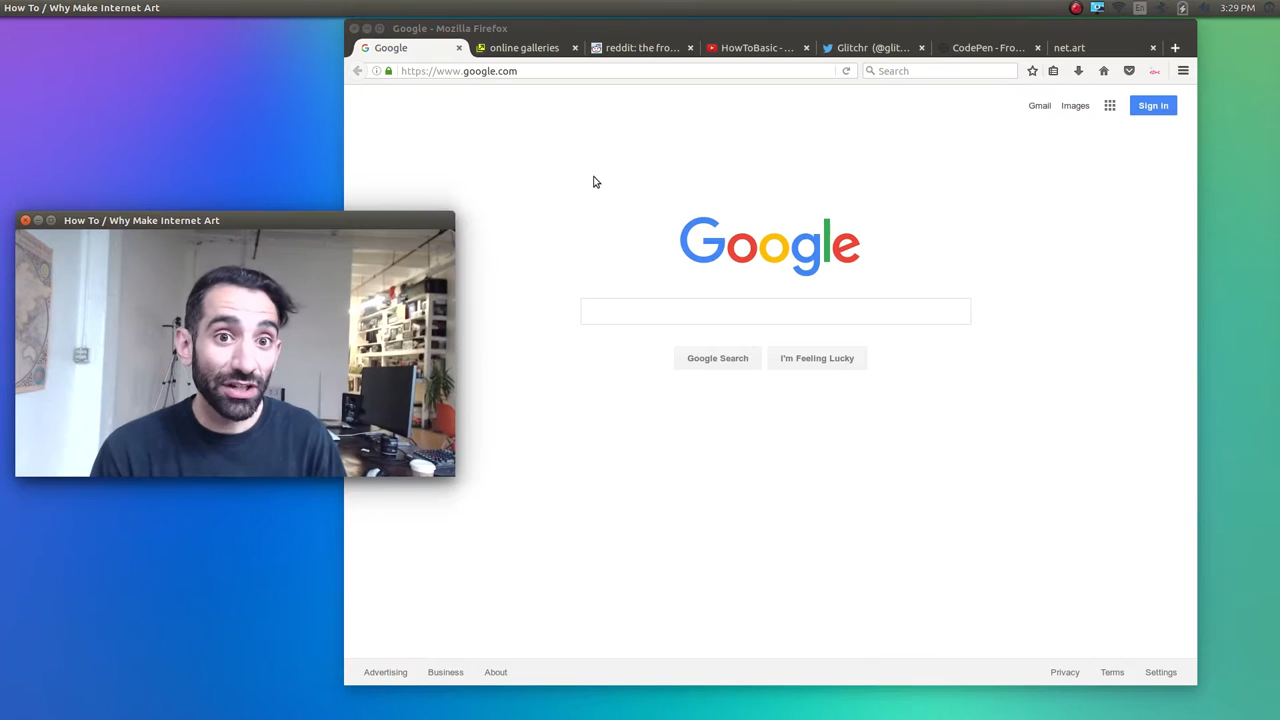 How To / Why Make Internet Art
En
3:29 PM
Google - Mozilla Firefox
Google
online galleries
reddit: the fro...
HowToBasic - ...
Glitchr (@glit...
CodePen - Fro...
net.art
https://www.google.com
Search
Gmail
Images
Sign in
How To / Why Make Internet Art
Google
Google Search
I'm Feeling Lucky
Advertising
Business
About
Privacy
Terms
Settings